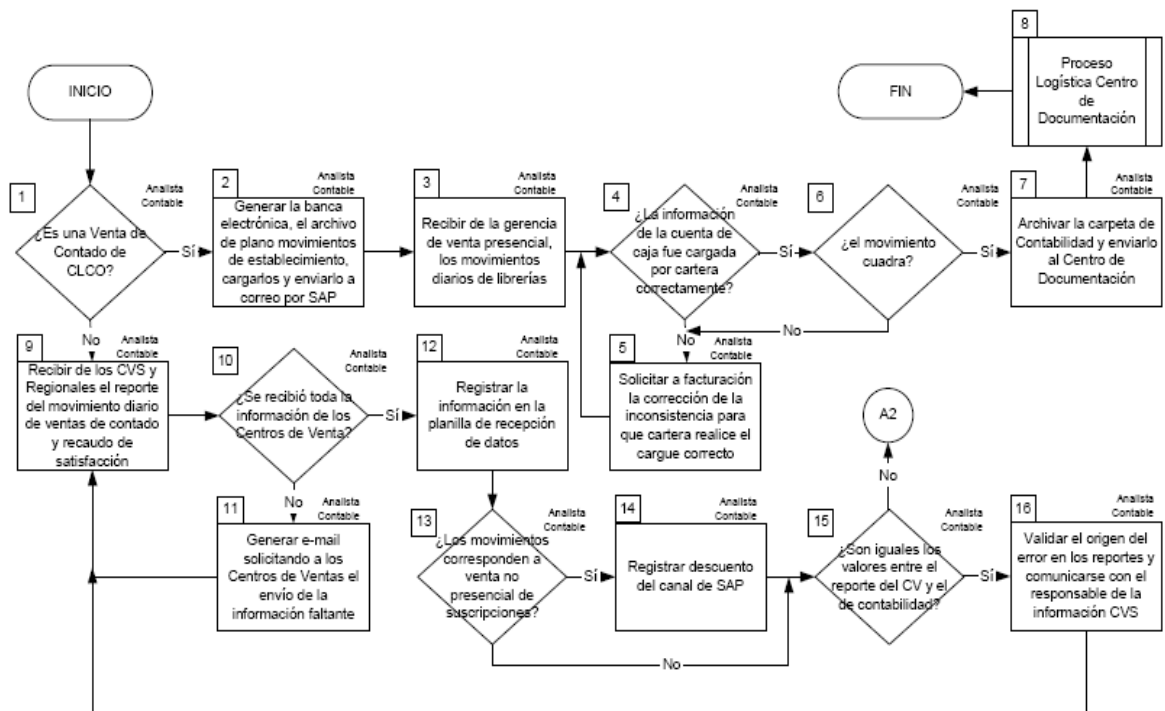 INICIO
1
Analista
Contable
¿Es una Venta de
Contado de
CLCO?
Sí
No
2
Analista
Contable
Generar la banca
electrónica, el archivo
de plano movimientos
de establecimiento,
cargarlos y enviarlo a
correo por SAP
3
Analista
Contable
Recibir de la gerencia
de venta presencial,
los movimientos
diarios de librerías
4
Analista
Contable
¿La información
de la cuenta de
caja fue cargada
por cartera
correctamente?
Sí
No
5
Analista
Contable
Solicitar a facturación
la corrección de la
inconsistencia para
que cartera realice el
cargue correcto
6
Analista
Contable
¿el movimiento
cuadra?
Sí
No
7
Analista
Contable
Archivar la carpeta de
Contabilidad y enviarlo
al Centro de
Documentación
8
Proceso
Logística Centro
de
Documentación
FIN
9
Analista
Contable
Recibir de los CVS y
Regionales el reporte
del movimiento diario
de ventas de contado
y recaudo de
satisfacción
10
Analista
Contable
¿Se recibió toda la
información de los
Centros de Venta?
Sí
No
11
Analista
Contable
Generar e-mail
solicitando a los
Centros de Ventas el
envío de la
información faltante
12
Analista
Contable
Registrar la
información en la
planilla de recepción
de datos
13
Analista
Contable
¿Los movimientos
corresponden a
venta no
presencial de
suscripciones?
Sí
No
14
Analista
Contable
Registrar descuento
del canal de SAP
15
Analista
Contable
¿Son iguales los
valores entre el
reporte del CV y el
de contabilidad?
No
A2
Sí
16
Analista
Contable
Validar el origen del
error en los reportes y
comunicarse con el
responsable de la
información CVS